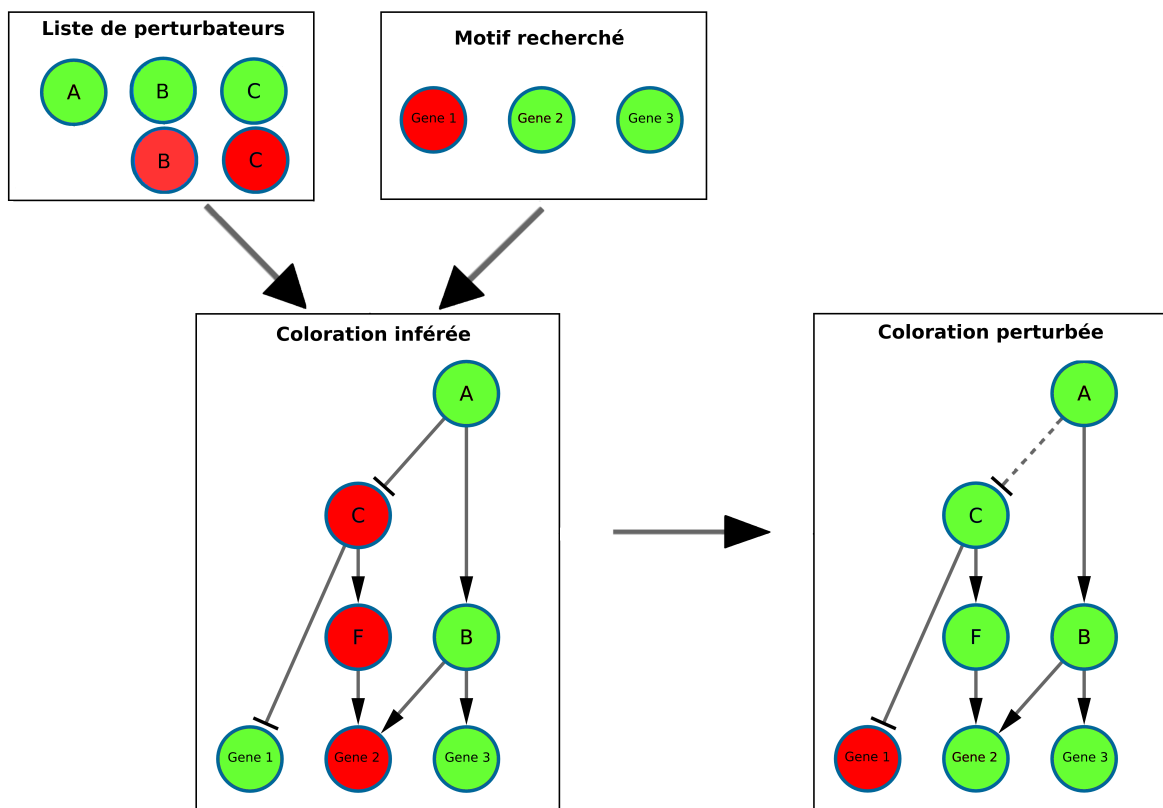 Liste de perturbateurs
A B C
B C
Motif recherché
Gene 1 Gene 2 Gene 3
Coloration inférée
A
C
F B
Gene 1 Gene 2 Gene 3
Coloration perturbée
A
C
F B
Gene 1 Gene 2 Gene 3